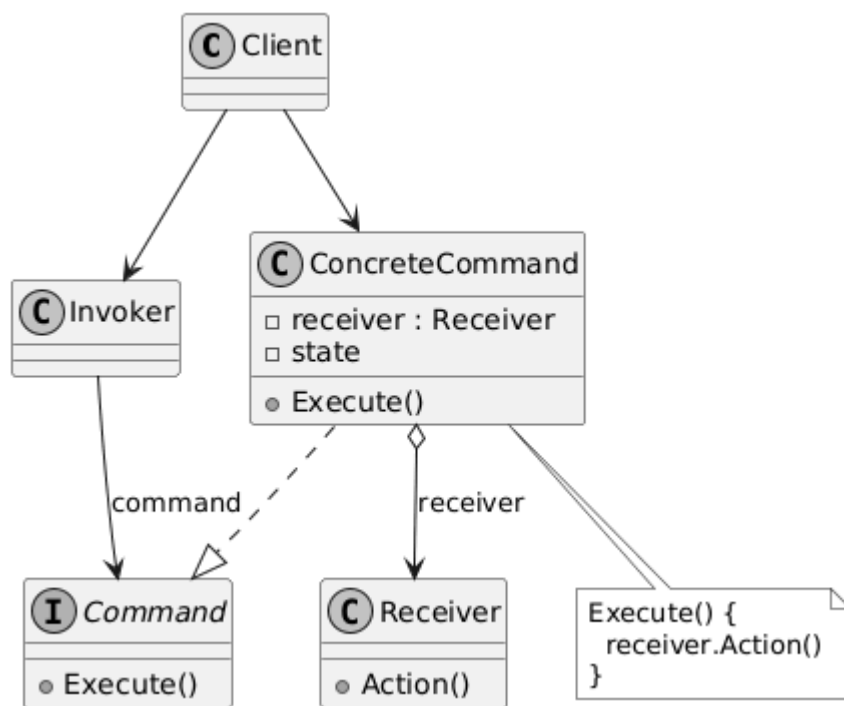 C Client
C Invoker
C ConcreteCommand
receiver : Receiver
state
Execute()
command
receiver
I Command
Execute()
C Receiver
Action()
Execute() {
receiver.Action()
}